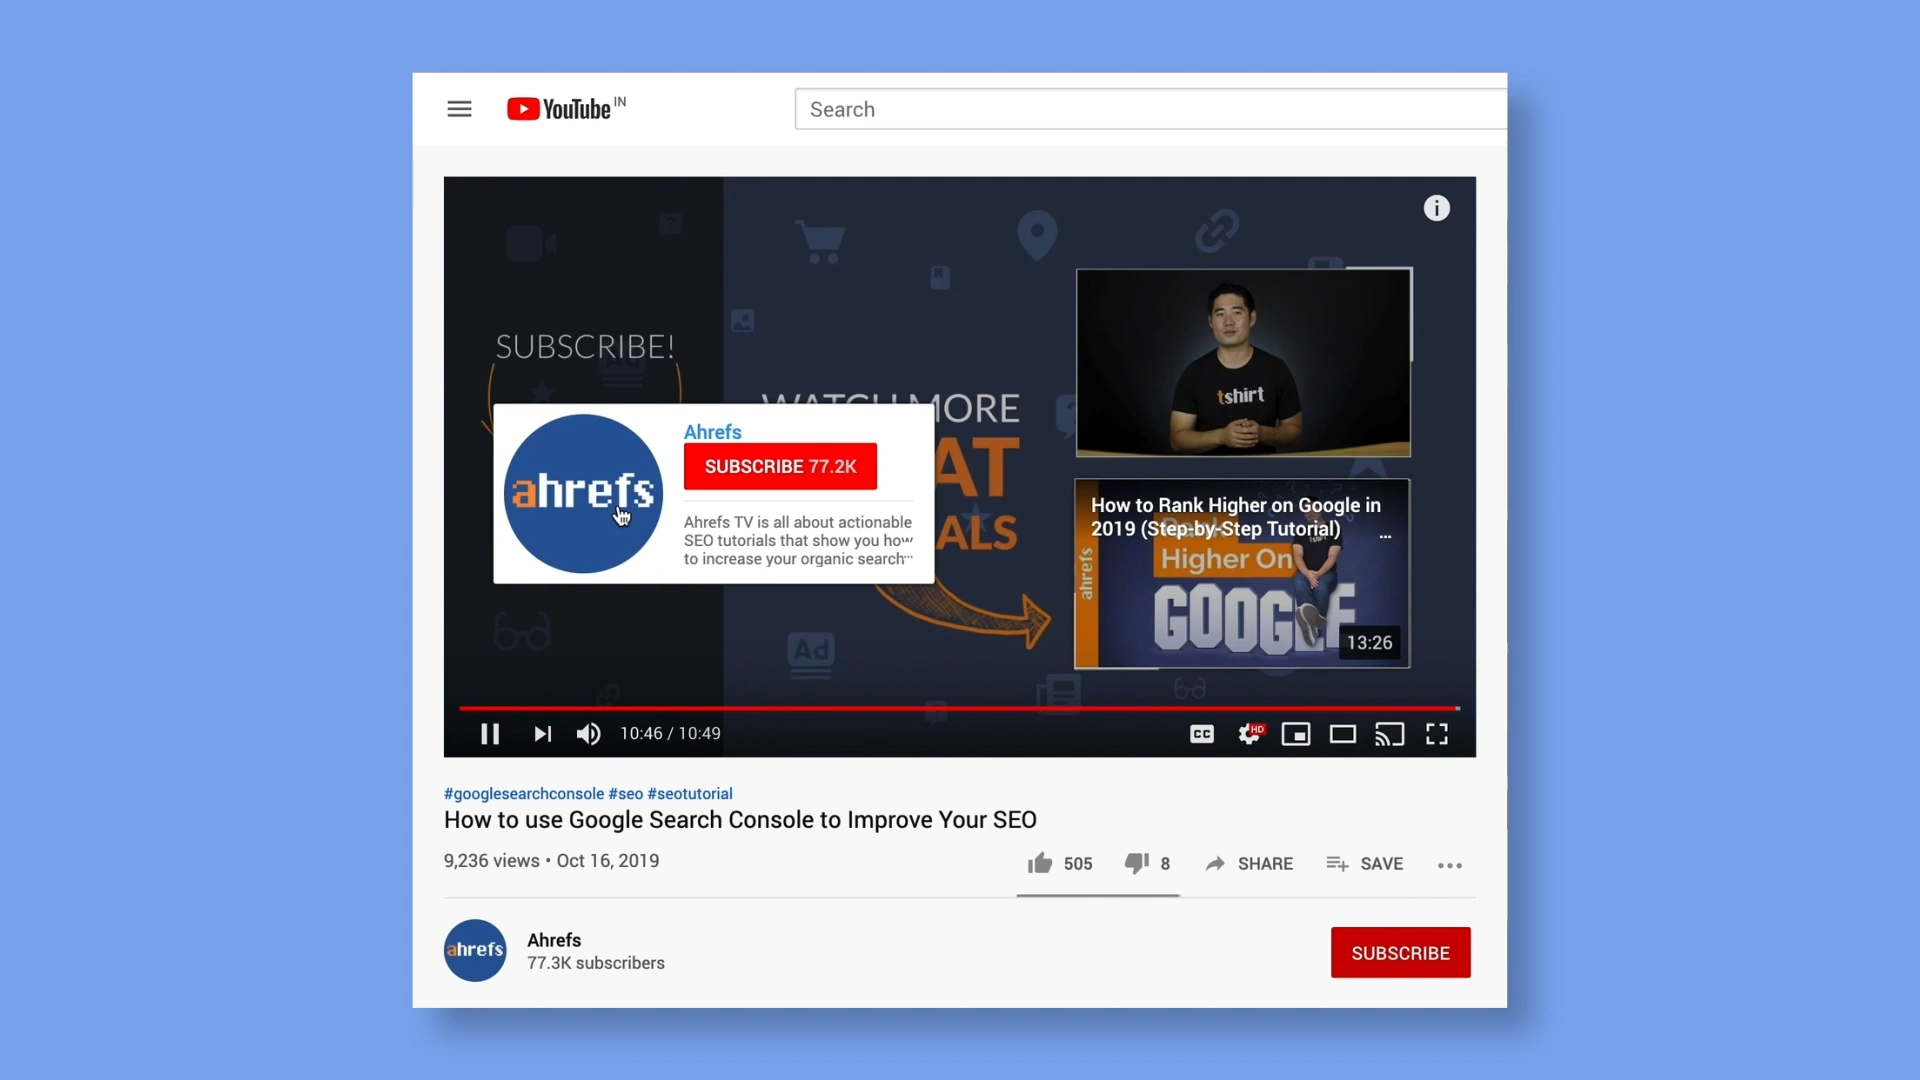 YouTube IN
Search
SUBSCRIBE!
WATCH MORE
AT
ALS
Ahrefs
SUBSCRIBE 77.2K
ahrefs
Ahrefs TV is all about actionable
SEO tutorials that show you how
to increase your organic search...
tshirt
How to Rank Higher on Google in
2019 (Step-by-Step Tutorial)
...
Rank
Higher On
GOOGLE
ahrefs
13:26
Ad
10:46 / 10:49
CC
HD
#googlesearchconsole #seo #seotutorial
How to use Google Search Console to Improve Your SEO
9,236 views • Oct 16, 2019
505
8
SHARE
SAVE
ahrefs
Ahrefs
77.3K subscribers
SUBSCRIBE